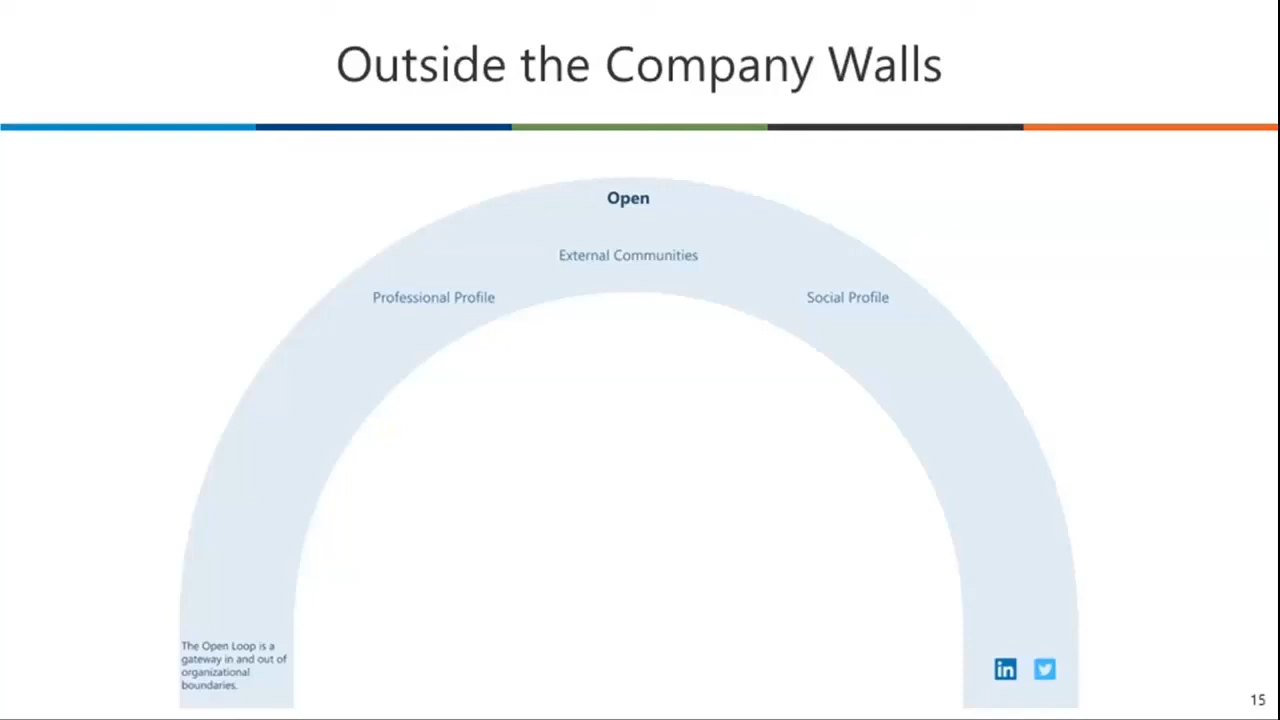 Outside the Company Walls
Open
External Communities
Professional Profile
Social Profile
The Open Loop is a
gateway in and out of
organizational
boundaries.
in
15